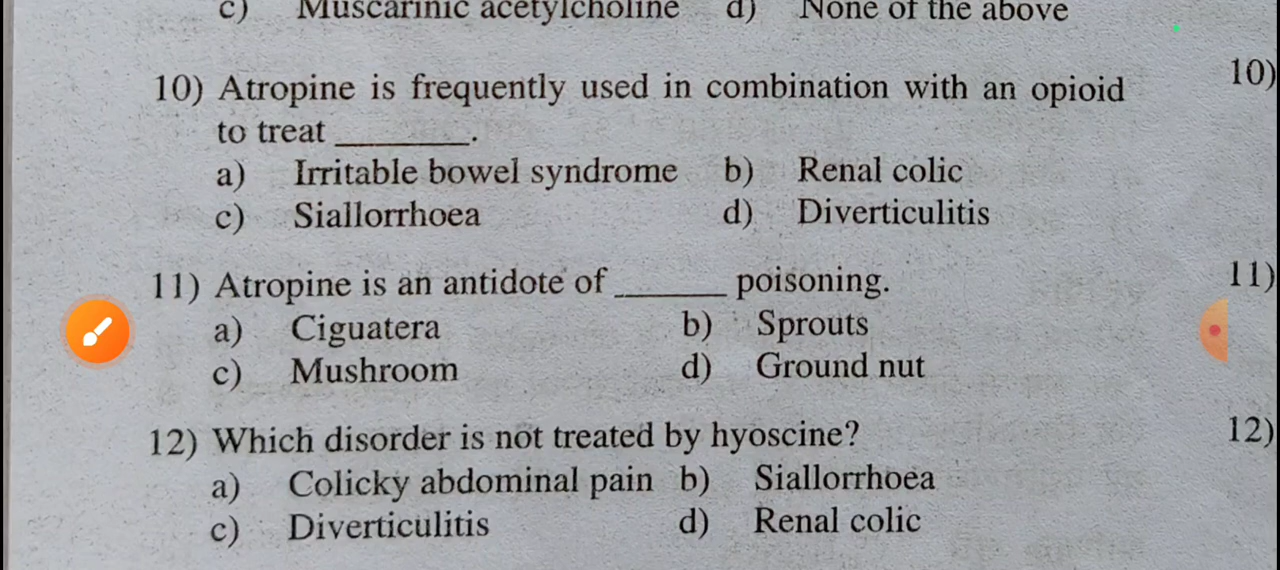 c) Muscarinic acetylcholine d) None of the above
10) Atropine is frequently used in combination with an opioid 10)
to treat ________.
a) Irritable bowel syndrome b) Renal colic
c) Siallorrhoea d) Diverticulitis
11) Atropine is an antidote of ______ poisoning. 11)
a) Ciguatera b) Sprouts
c) Mushroom d) Ground nut
12) Which disorder is not treated by hyoscine? 12)
a) Colicky abdominal pain b) Siallorrhoea
c) Diverticulitis d) Renal colic